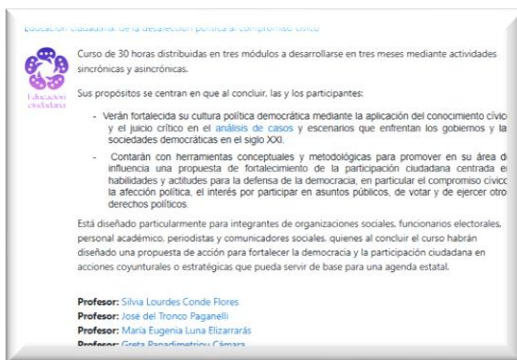 Educación ciudadana: de la desafección política al compromiso cívico
Curso de 30 horas distribuidas en tres módulos a desarrollarse en tres meses mediante actividades
sincrónicas y asincrónicas.
Educación
ciudadana
Sus propósitos se centran en que al concluir, las y los participantes:
- Verán fortalecida su cultura política democrática mediante la aplicación del conocimiento cívico
y el juicio crítico en el análisis de casos y escenarios que enfrentan los gobiernos y la
sociedades democráticas en el siglo XXI.
- Contarán con herramientas conceptuales y metodológicas para promover en su área d
influencia una propuesta de fortalecimiento de la participación ciudadana centrada e
habilidades y actitudes para la defensa de la democracia, en particular el compromiso cívico
la afección política, el interés por participar en asuntos públicos, de votar y de ejercer otro
derechos políticos.
Está diseñado particularmente para integrantes de organizaciones sociales, funcionarios electorales,
personal académico, periodistas y comunicadores sociales, quienes al concluir el curso habrán
diseñado una propuesta de acción para fortalecer la democracia y la participación ciudadana en
acciones coyunturales o estratégicas que pueda servir de base para una agenda estatal.
Profesor: Silvia Lourdes Conde Flores
Profesor: José del Tronco Paganelli
Profesor: María Eugenia Luna Elizarrarás
Profesor: Greta Papadimetriou Cámara